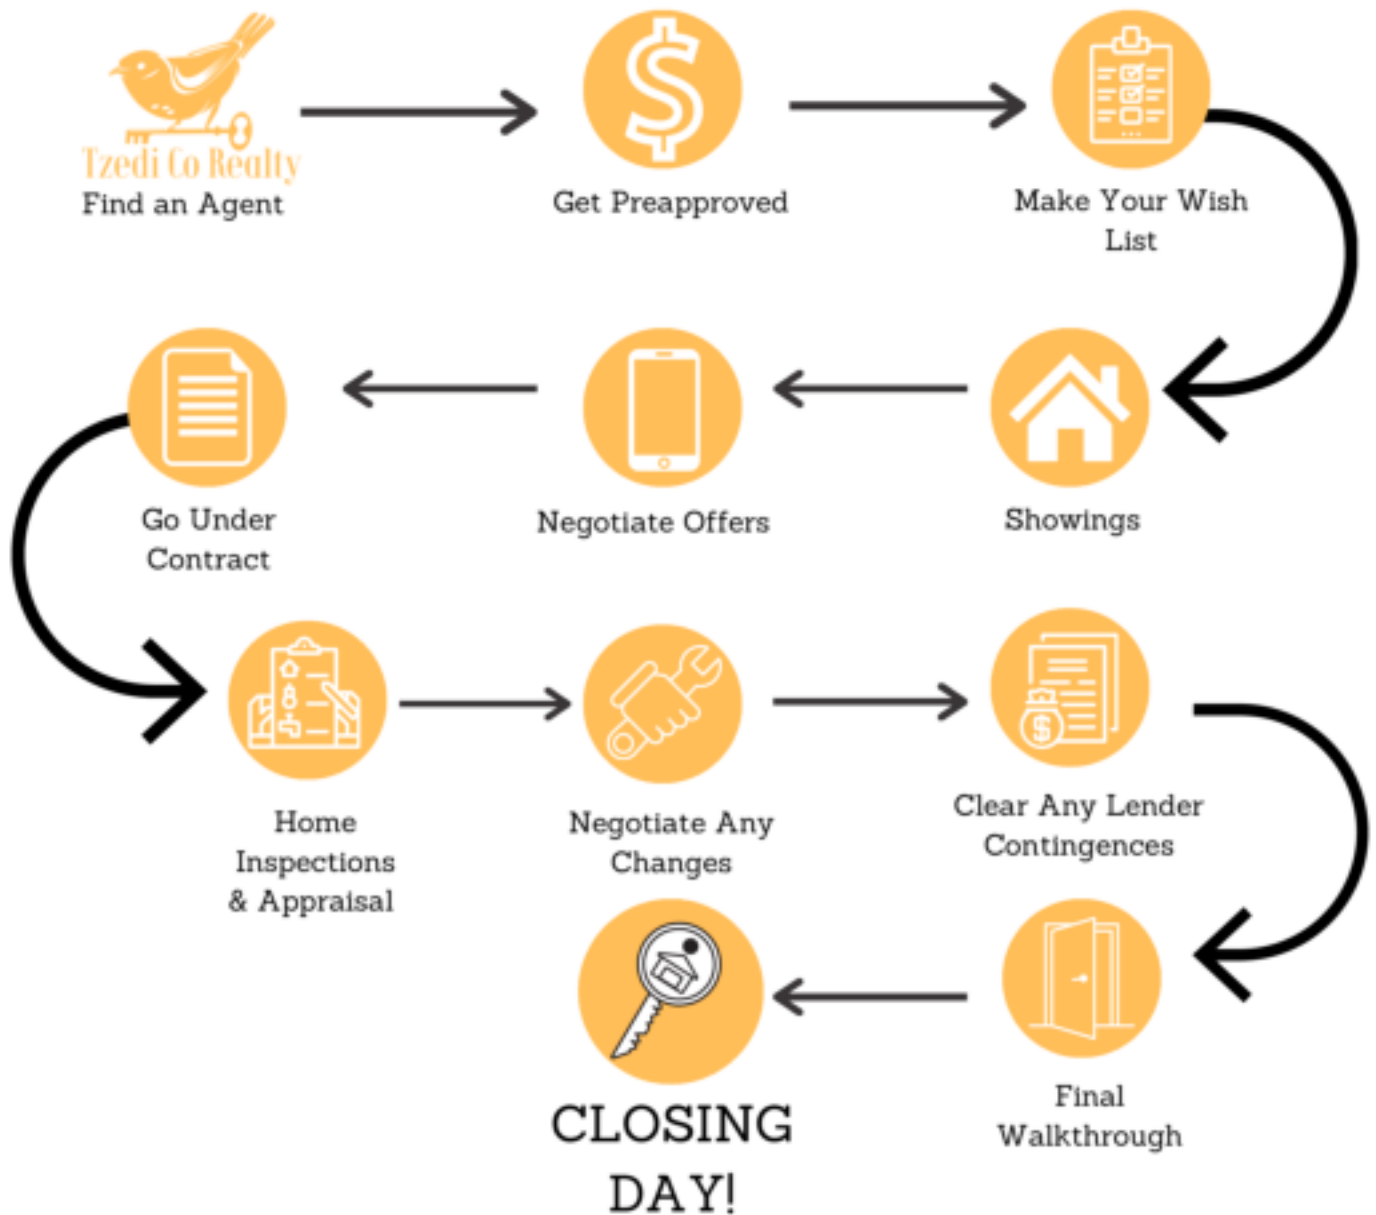 Tzedi Co Realty
Find an Agent
Get Preapproved
Make Your Wish
List
Showings
Negotiate Offers
Go Under
Contract
Home
Inspections
& Appraisal
Negotiate Any
Changes
Clear Any Lender
Contingences
Final
Walkthrough
CLOSING
DAY!